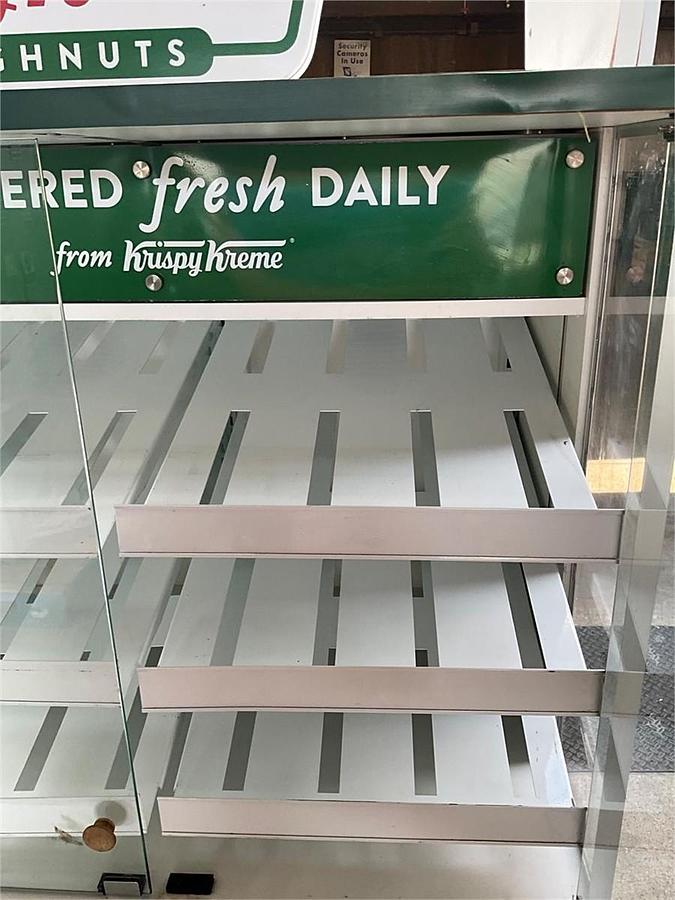 GHNUTS
Security
Cameras
In Use
ERED fresh DAILY
from Krispy Kreme